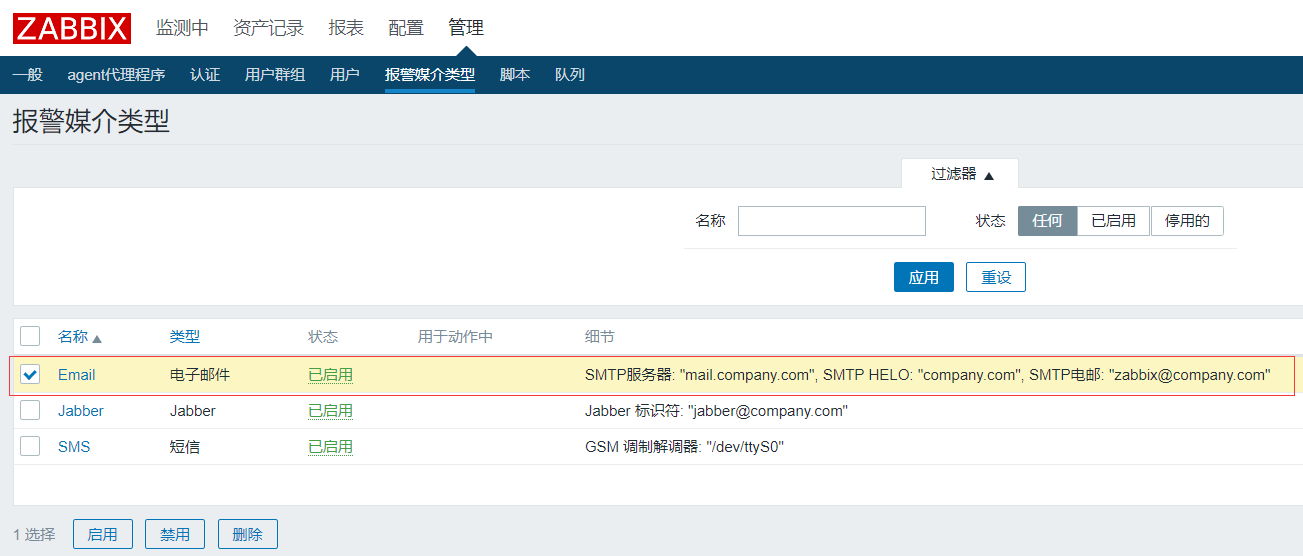 ZABBIX 监测中 资产记录 报表 配置 管理
一般 agent代理程序 认证 用户群组 用户 报警媒介类型 脚本 队列
报警媒介类型
过滤器 ▲
名称 状态 任何 已启用 停用的
应用 重设
名称 ▲ 类型 状态 用于动作中 细节
Email 电子邮件 已启用 SMTP服务器: "mail.company.com", SMTP HELO: "company.com", SMTP电邮: "zabbix@company.com"
Jabber Jabber 已启用 Jabber 标识符: "jabber@company.com"
SMS 短信 已启用 GSM 调制解调器: "/dev/ttyS0"
1 选择 启用 禁用 删除